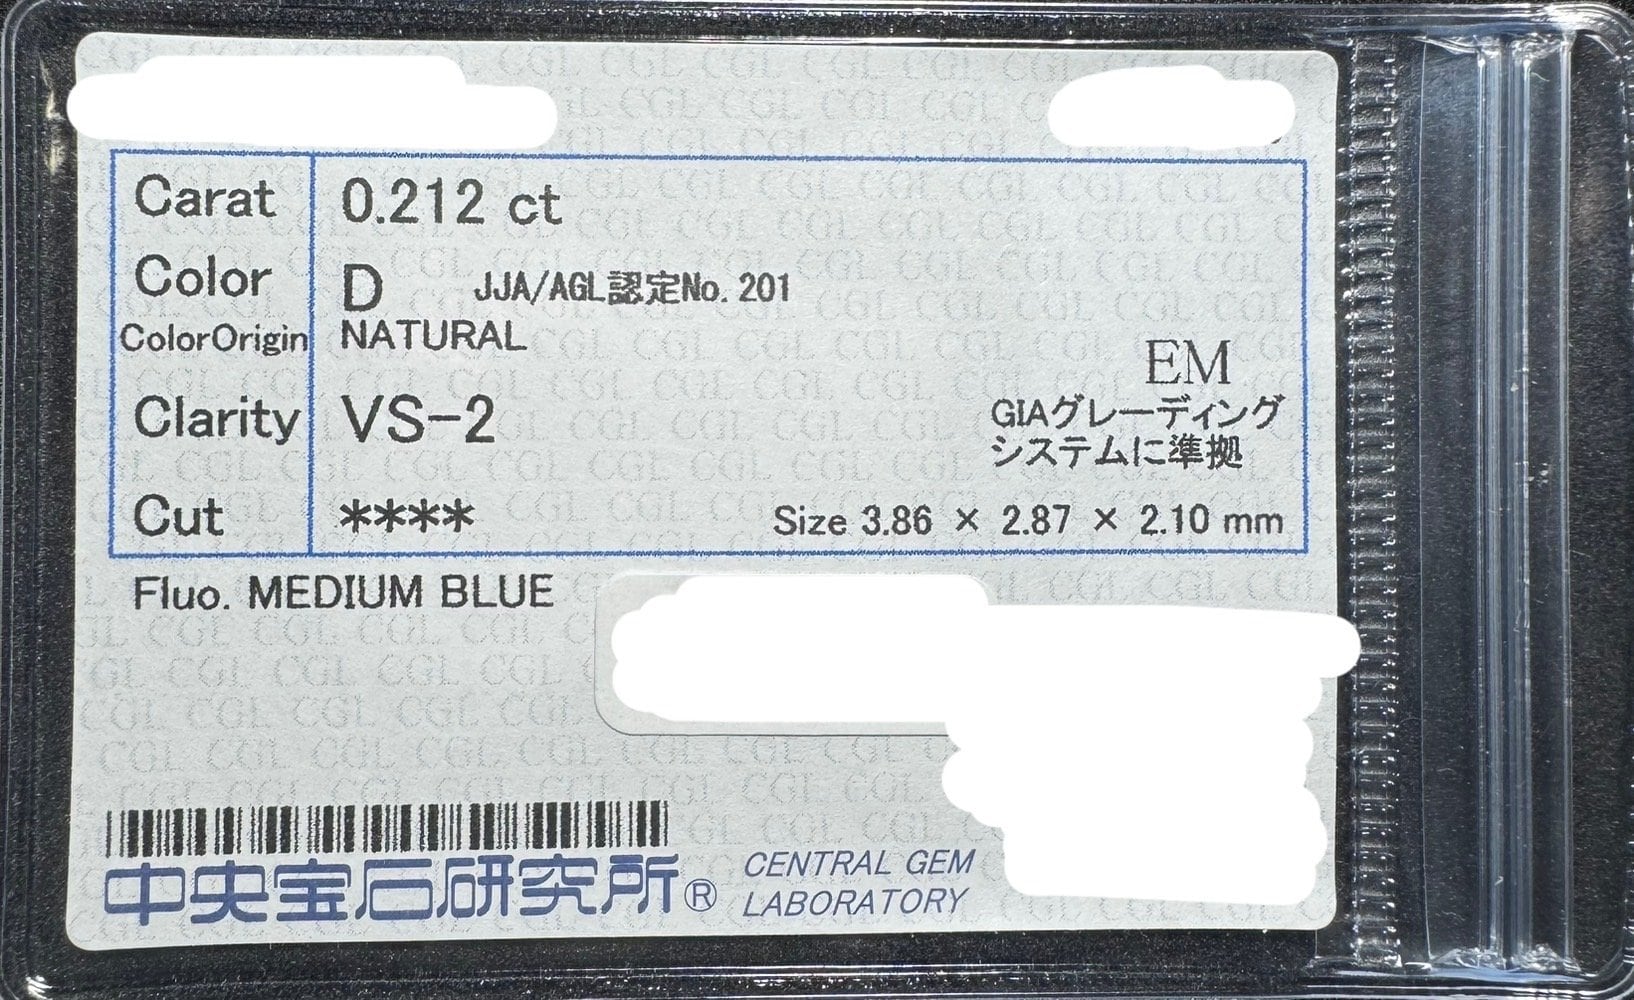 Carat 0.212 ct
Color D JJA/AGL認定No.201
ColorOrigin NATURAL
EM
Clarity VS-2
GIAグレーディング
システムに準拠
Cut **** Size 3.86 × 2.87 × 2.10 mm
Fluo. MEDIUM BLUE
中央宝石研究所® CENTRAL GEM
LABORATORY